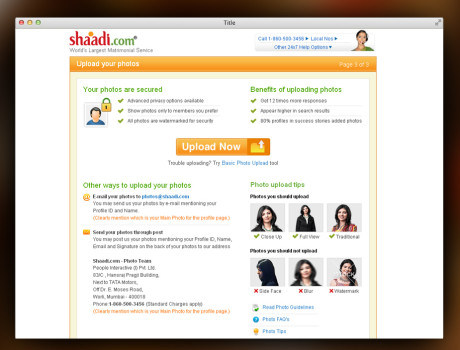 Title
shaadi.com
World's Largest Matrimonial Service
Call 1-860-500-3456 Local Nos
Other 24x7 Help Options
Upload your photos
Page 3 of 3
Your photos are secured
Advanced privacy options available
Show photos only to members you prefer
All photos are watermarked for security
Benefits of uploading photos
Get 12 times more responses
Appear higher in search results
80% profiles in success stories added photos
Upload Now
Trouble uploading? Try Basic Photo Upload tool
Other ways to upload your photos
E-mail your photos to photos@shaadi.com
You may send us your photos by e-mail mentioning your
Profile ID and Name.
(Clearly mention which is your Main Photo for the profile page.)
Send your photos through post
You may post us your photos mentioning your Profile ID, Name,
Email and Signature on the back of your photos to our address
Shaadi.com - Photo Team
People Interactive (I) Pvt. Ltd.
Next to TATA Motors,
Off Dr. E. Moses Road,
Worli, Mumbai - 400018
Phone 1-860-500-3456 (Standard Charges apply)
(Clearly mention which is your Main Photo for the profile page.)
Photo upload tips
Photos you should upload
Close Up
Full View
Traditional
Photos you should not upload
Side Face
Blur
Watermark
Read Photo Guidelines
Photo FAQ's
Photo Tips